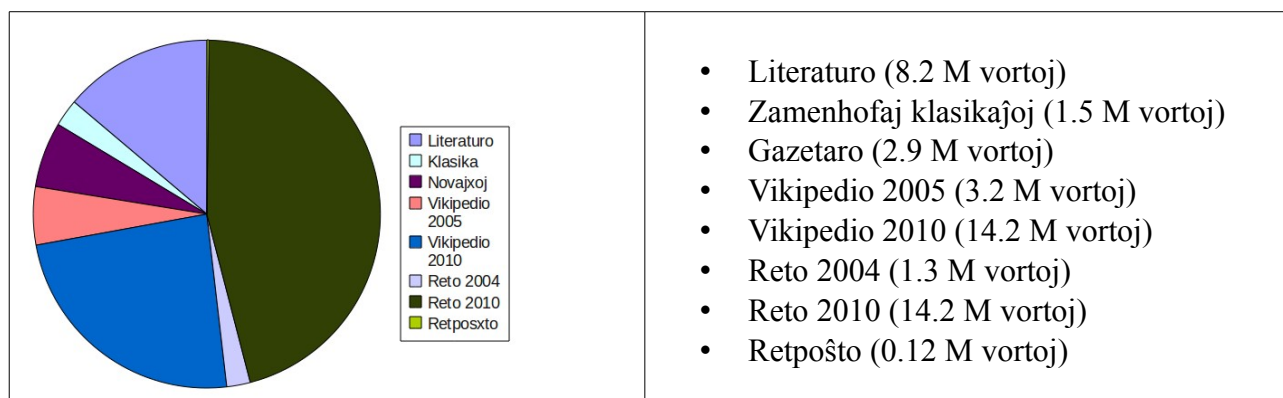 Literaturo
Klasika
Novajxoj
Vikipedio
2005
Vikipedio
2010
Reto 2004
Reto 2010
Retposxto
• Literaturo (8.2 M vortoj)
• Zamenhofaj klasikaĵoj (1.5 M vortoj)
• Gazetaro (2.9 M vortoj)
• Vikipedio 2005 (3.2 M vortoj)
• Vikipedio 2010 (14.2 M vortoj)
• Reto 2004 (1.3 M vortoj)
• Reto 2010 (14.2 M vortoj)
• Retpoŝto (0.12 M vortoj)